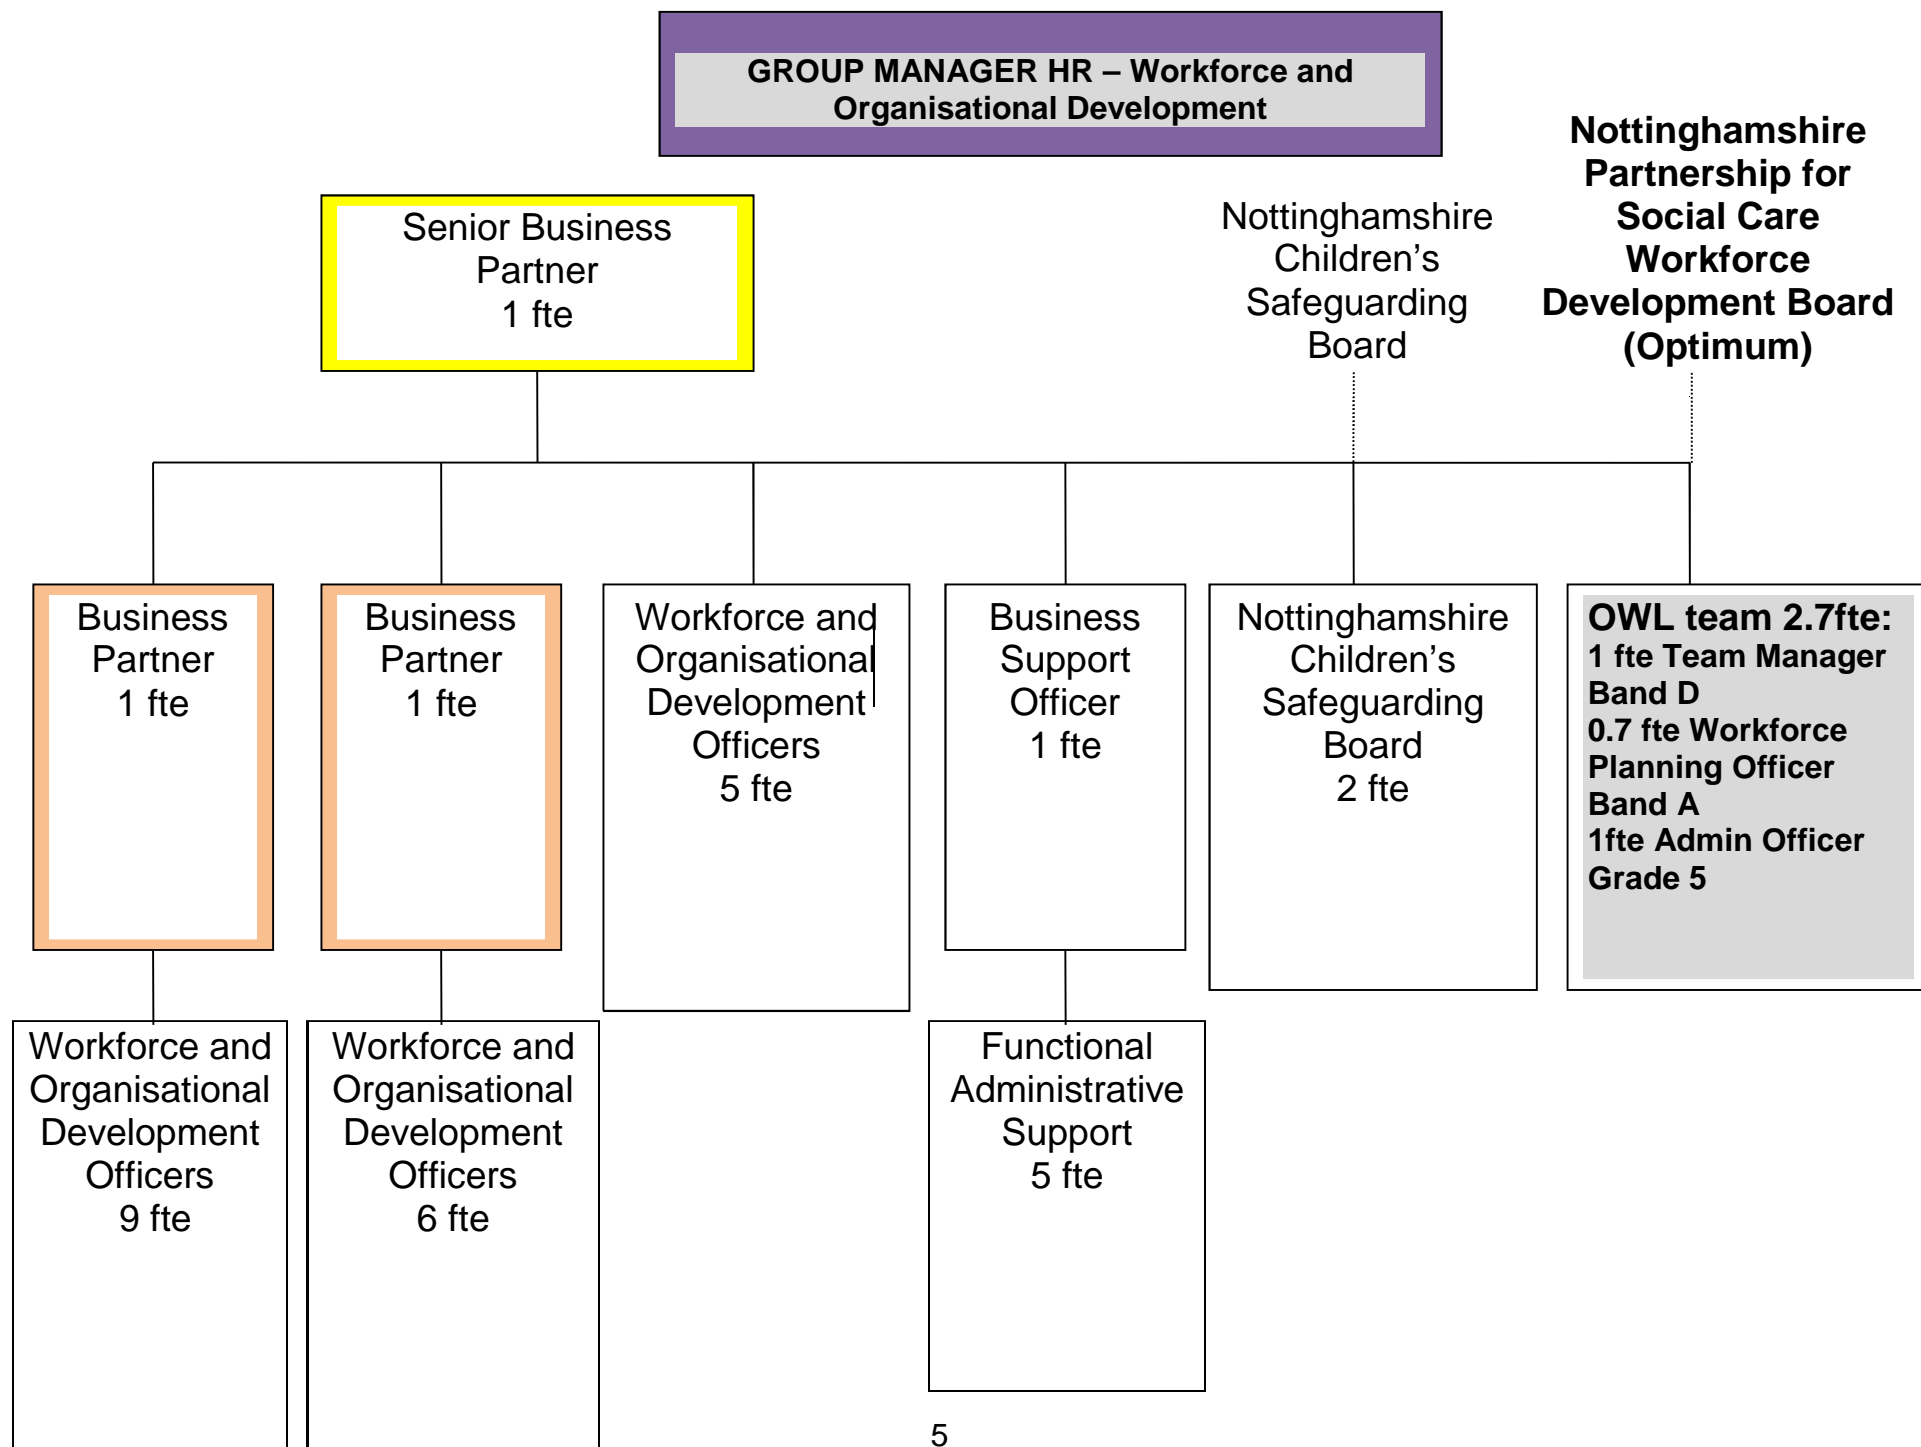 GROUP MANAGER HR – Workforce and
Organisational Development
Nottinghamshire
Partnership for
Social Care
Workforce
Development Board
(Optimum)
Senior Business
Partner
1 fte
Nottinghamshire
Children’s
Safeguarding
Board
Business
Partner
1 fte
Business
Partner
1 fte
Workforce and
Organisational
Development
Officers
5 fte
Business
Support
Officer
1 fte
Nottinghamshire
Children’s
Safeguarding
Board
2 fte
OWL team 2.7fte:
1 fte Team Manager
Band D
0.7 fte Workforce
Planning Officer
Band A
1fte Admin Officer
Grade 5
Workforce and
Organisational
Development
Officers
9 fte
Workforce and
Organisational
Development
Officers
6 fte
Functional
Administrative
Support
5 fte
5